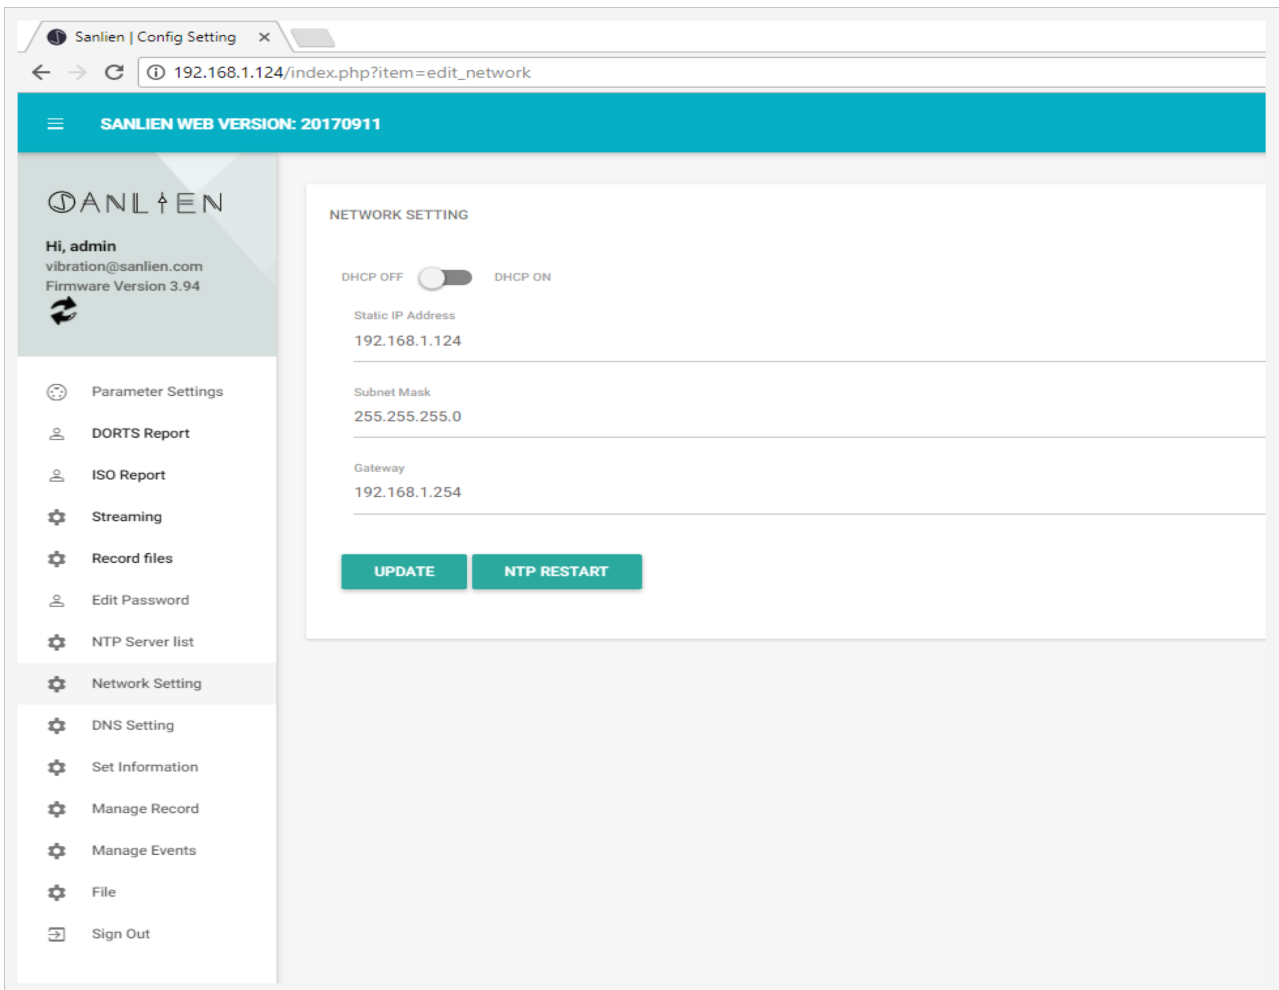 Sanlien | Config Setting
192.168.1.124/index.php?item=edit_network
SANLIEN WEB VERSION: 20170911
SANLIEN
Hi, admin
vibration@sanlien.com
Firmware Version 3.94
Parameter Settings
DORTS Report
ISO Report
Streaming
Record files
Edit Password
NTP Server list
Network Setting
DNS Setting
Set Information
Manage Record
Manage Events
File
Sign Out
NETWORK SETTING
DHCP OFF DHCP ON
Static IP Address
192.168.1.124
Subnet Mask
255.255.255.0
Gateway
192.168.1.254
UPDATE NTP RESTART